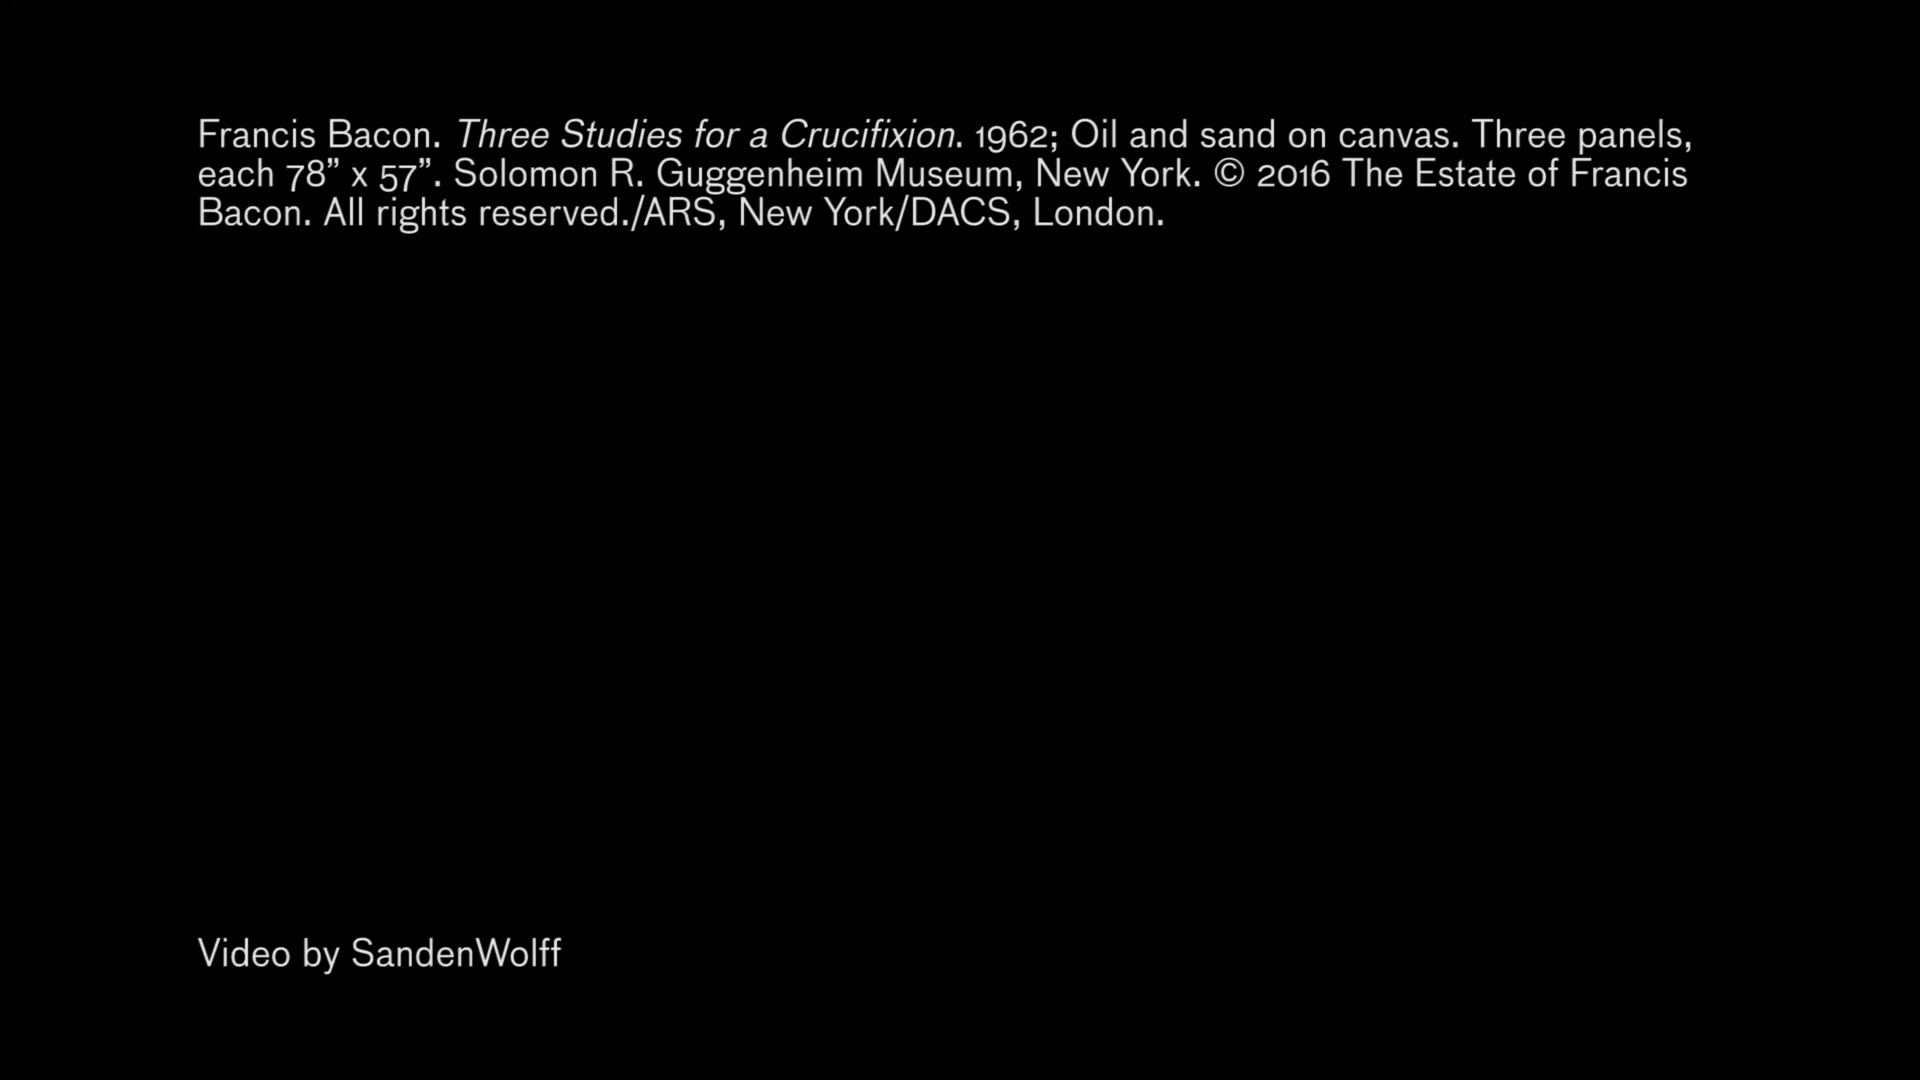 Francis Bacon. Three Studies for a Crucifixion. 1962; Oil and sand on canvas. Three panels,
each 78” x 57”. Solomon R. Guggenheim Museum, New York. © 2016 The Estate of Francis
Bacon. All rights reserved./ARS, New York/DACS, London.
Video by SandenWolff